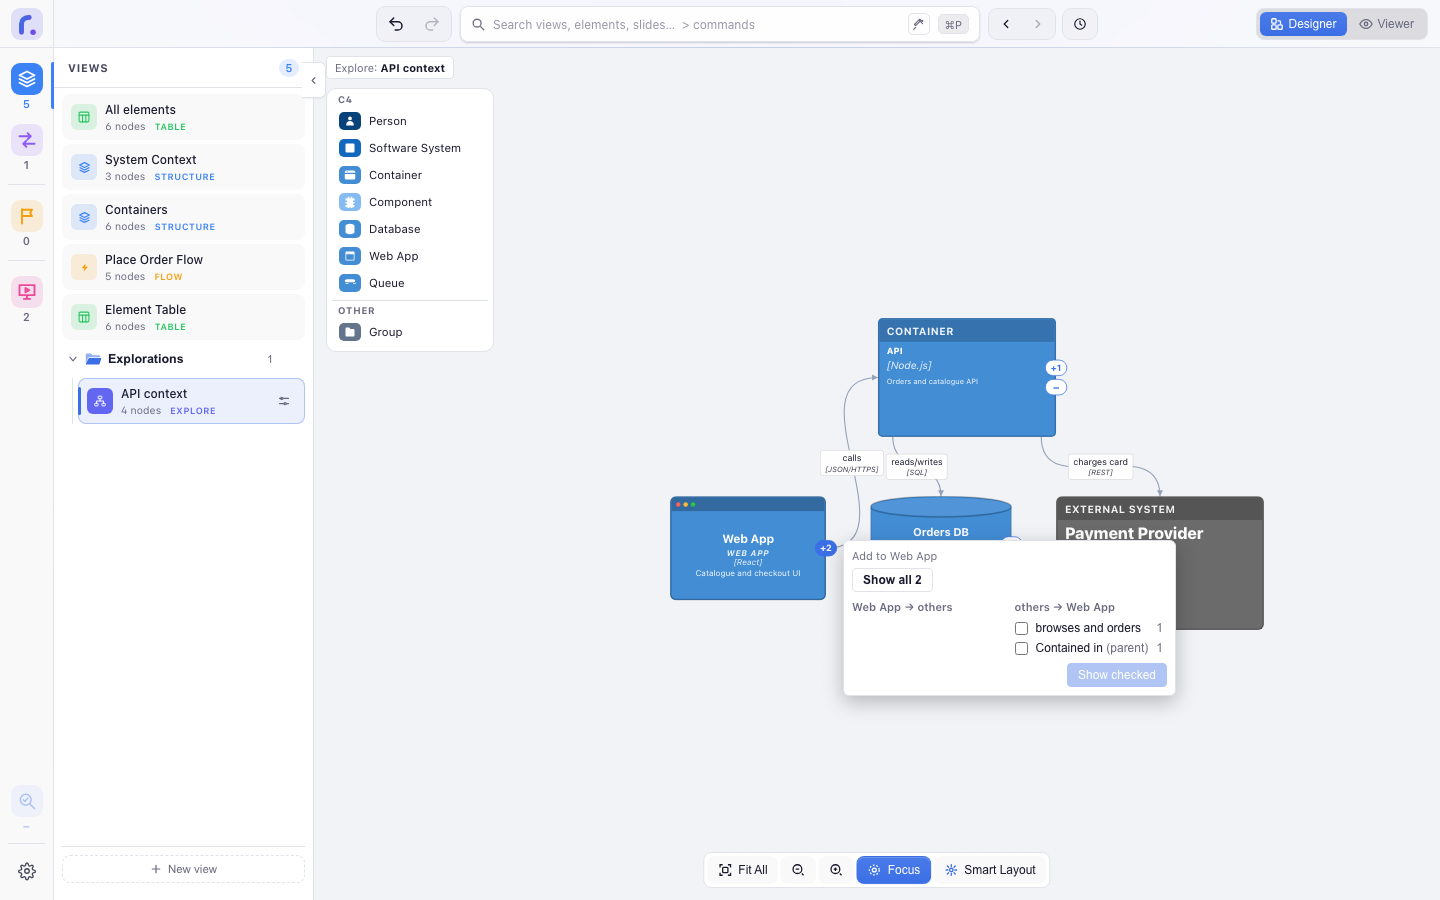 Search views, elements, slides... > commands
⌘P
Designer
Viewer
5
1
0
2
VIEWS
5
All elements
6 nodes TABLE
System Context
3 nodes STRUCTURE
Containers
6 nodes STRUCTURE
Place Order Flow
5 nodes FLOW
Element Table
6 nodes TABLE
Explorations 1
API context
4 nodes EXPLORE
+ New view
Explore: API context
C4
Person
Software System
Container
Component
Database
Web App
Queue
OTHER
Group
CONTAINER
API
[Node.js]
Orders and catalogue API
+1
−
calls
[JSON/HTTPS]
reads/writes
[SQL]
charges card
[REST]
Web App
WEB APP
[React]
Catalogue and checkout UI
+2
Orders DB
EXTERNAL SYSTEM
Payment Provider
Add to Web App
Show all 2
Web App → others
others → Web App
browses and orders 1
Contained in (parent) 1
Show checked
Fit All
Focus
Smart Layout